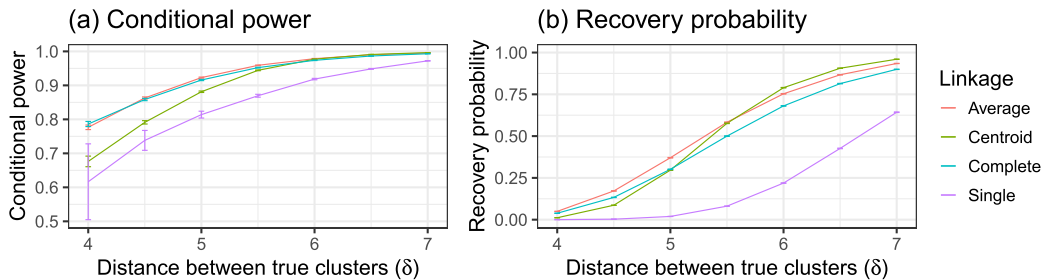 (a) Conditional power
Conditional power
1.0
0.9
0.8
0.7
0.6
0.5
4
5
6
7
Distance between true clusters (δ)
(b) Recovery probability
Recovery probability
1.00
0.75
0.50
0.25
0.00
4
5
6
7
Distance between true clusters (δ)
Linkage
Average
Centroid
Complete
Single